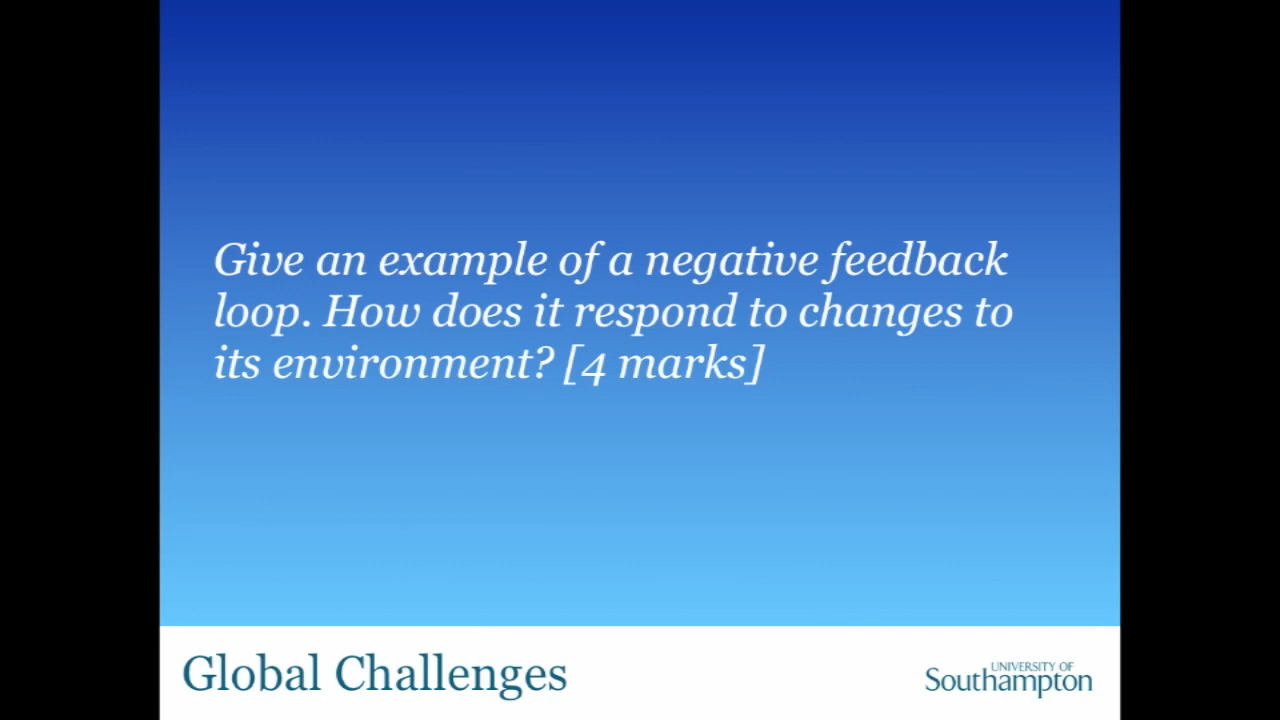 Give an example of a negative feedback
loop. How does it respond to changes to
its environment? [4 marks]
Global Challenges
UNIVERSITY OF
Southampton